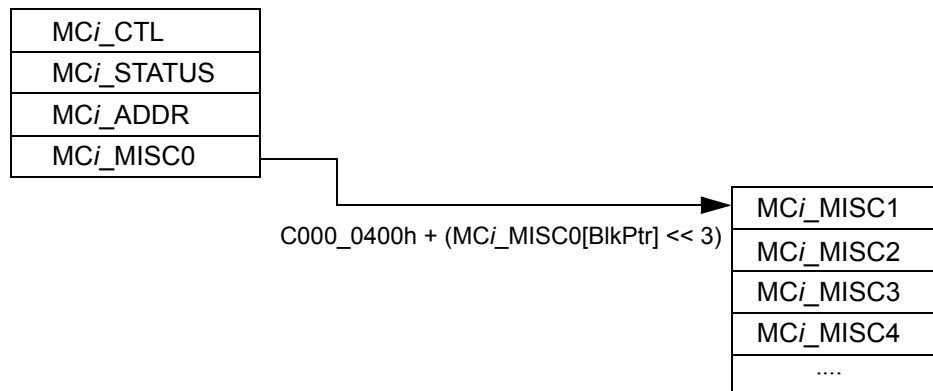 MCi_CTL
MCi_STATUS
MCi_ADDR
MCi_MISC0
C000_0400h + (MCi_MISC0[BlkPtr] << 3)
MCi_MISC1
MCi_MISC2
MCi_MISC3
MCi_MISC4
....